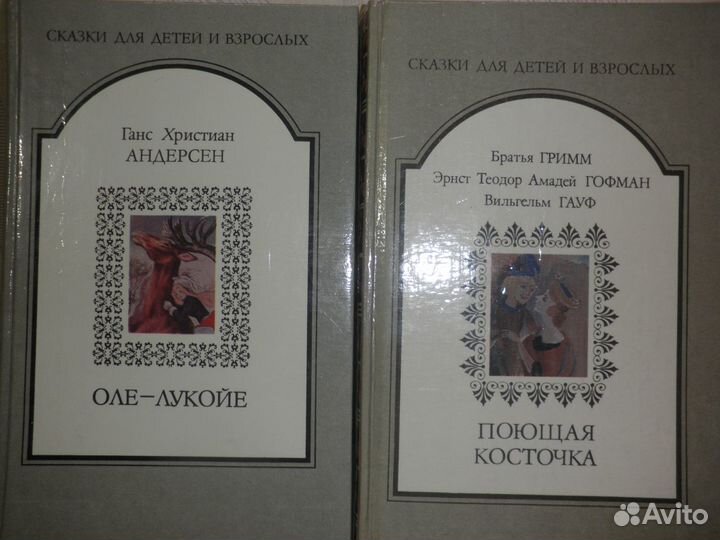 СКАЗКИ ДЛЯ ДЕТЕЙ И ВЗРОСЛЫХ
Ганс Христиан
АНДЕРСЕН
ОЛЕ-ЛУКОЙЕ
СКАЗКИ ДЛЯ ДЕТЕЙ И ВЗРОСЛЫХ
Братья ГРИММ
Эрнст Теодор Амадей ГОФМАН
Вильгельм ГАУФ
ПОЮЩАЯ
КОСТОЧКА
Avito